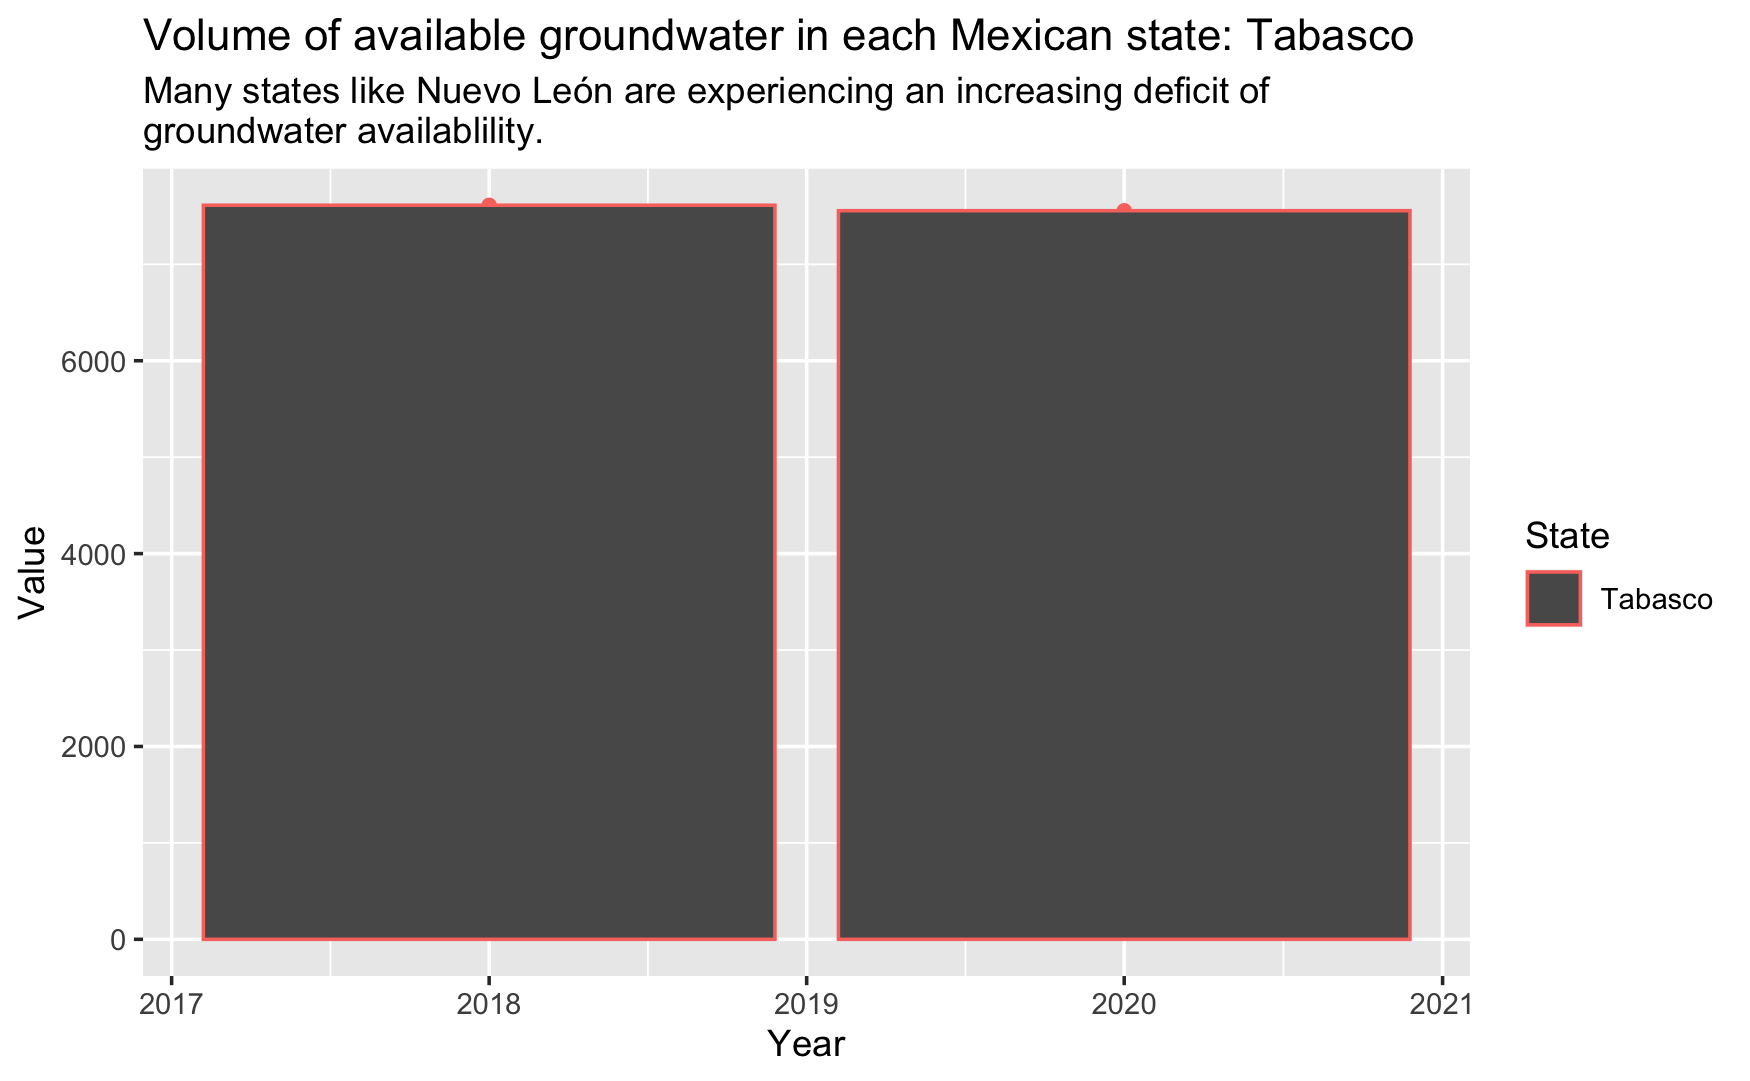 Volume of available groundwater in each Mexican state: Tabasco
Many states like Nuevo León are experiencing an increasing deficit of
groundwater availablility.
Value
6000
4000
2000
0
2017 2018 2019 2020 2021
Year
State
Tabasco